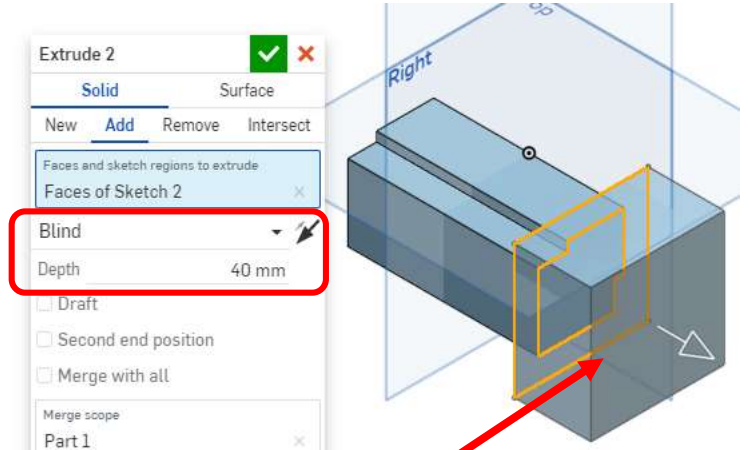 Extrude 2
Solid Surface
New Add Remove Intersect
Faces and sketch regions to extrude
Faces of Sketch 2
Blind
Depth 40 mm
Draft
Second end position
Merge with all
Merge scope
Part 1
op
Right